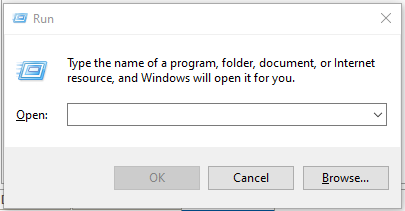 Run
Type the name of a program, folder, document, or Internet
resource, and Windows will open it for you.
Open:
OK
Cancel
Browse...